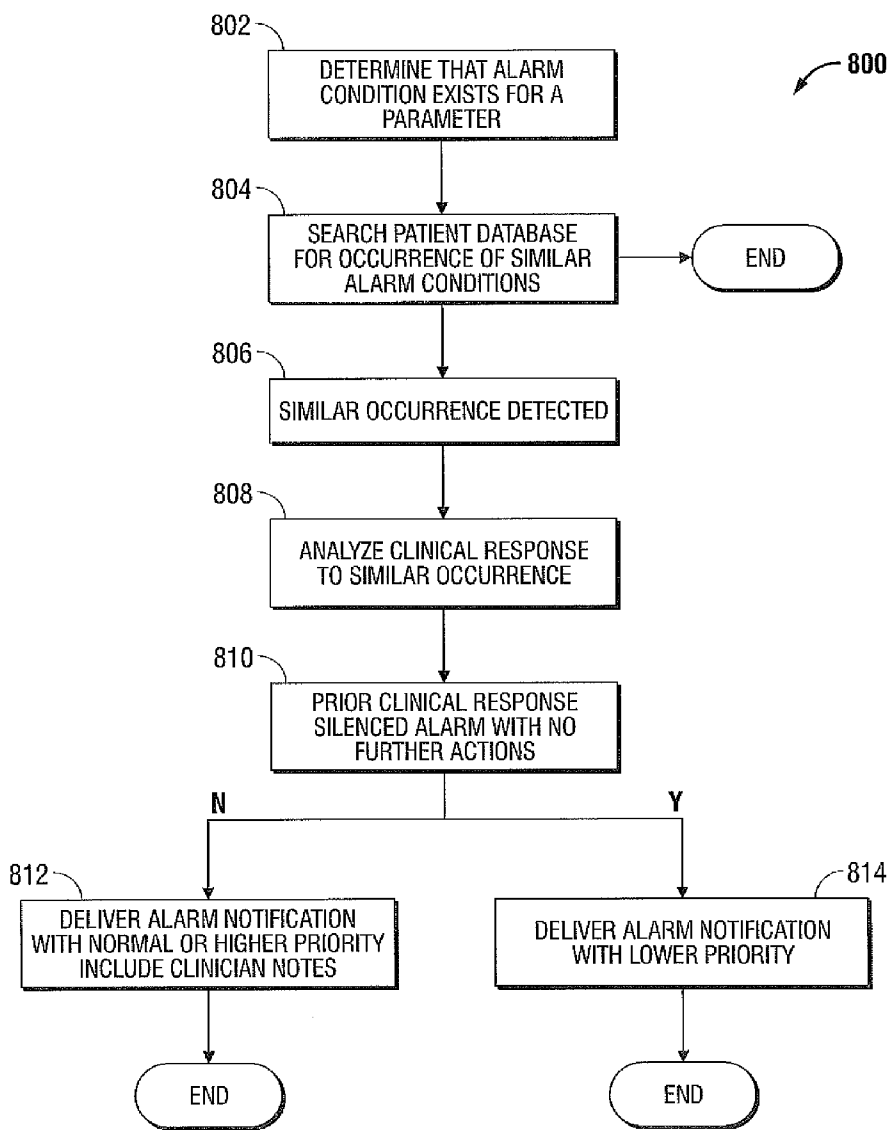 802
800
DETERMINE THAT ALARM
CONDITION EXISTS FOR A
PARAMETER
804
SEARCH PATIENT DATABASE
FOR OCCURRENCE OF SIMILAR
ALARM CONDITIONS
END
806
SIMILAR OCCURRENCE DETECTED
808
ANALYZE CLINICAL RESPONSE
TO SIMILAR OCCURRENCE
810
PRIOR CLINICAL RESPONSE
SILENCED ALARM WITH NO
FURTHER ACTIONS
N
Y
812
DELIVER ALARM NOTIFICATION
WITH NORMAL OR HIGHER PRIORITY
INCLUDE CLINICIAN NOTES
814
DELIVER ALARM NOTIFICATION
WITH LOWER PRIORITY
END
END